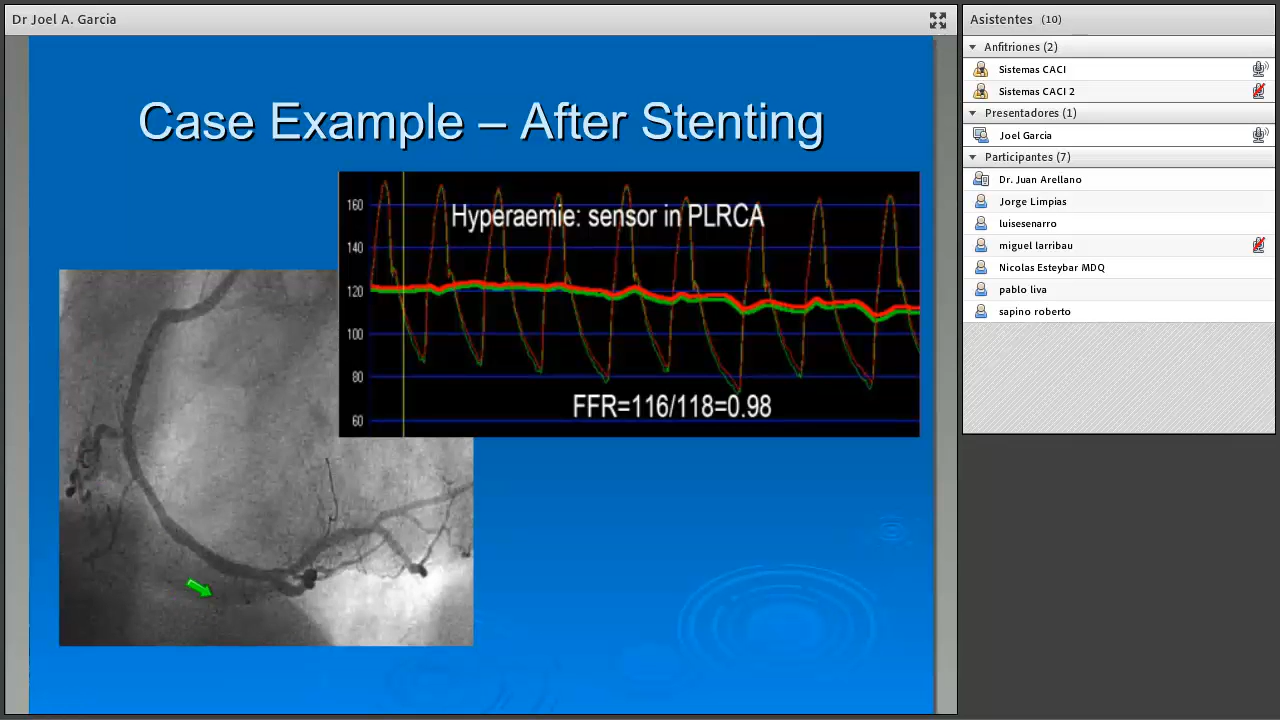 Dr Joel A. Garcia
Case Example – After Stenting
160
140
120
100
80
60
Hyperaemie: sensor in PLRCA
FFR=116/118=0.98
Asistentes (10)
Anfitriones (2)
Sistemas CACI
Sistemas CACI 2
Presentadores (1)
Joel Garcia
Participantes (7)
Dr. Juan Arellano
Jorge Limpias
luisesenarro
miguel larribau
Nicolas Esteybar MDQ
pablo liva
sapino roberto